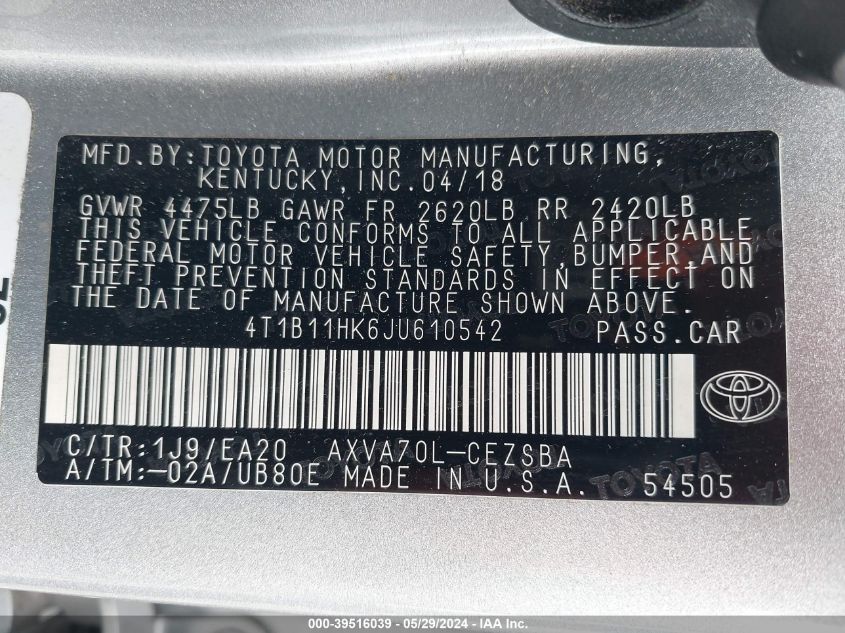 MFD.BY:TOYOTA MOTOR MANUFACTURING,
KENTUCKY,INC.04/18
GVWR 4475LB GAWR FR 2620LB RR 2420LB
THIS VEHICLE CONFORMS TO ALL APPLICABLE
FEDERAL MOTOR VEHICLE SAFETY,BUMPER,AND
THEFT PREVENTION STANDARDS IN EFFECT ON
THE DATE OF MANUFACTURE SHOWN ABOVE.
4T1B11HK6JU610542 PASS.CAR
C/TR:1J9/EA20 AXVA70L-CEZSBA
A/TM:-02A/UB80E MADE IN U.S.A. 54505
TOYOTA
000-39516039 / 05/29/2024 / IAA Inc.